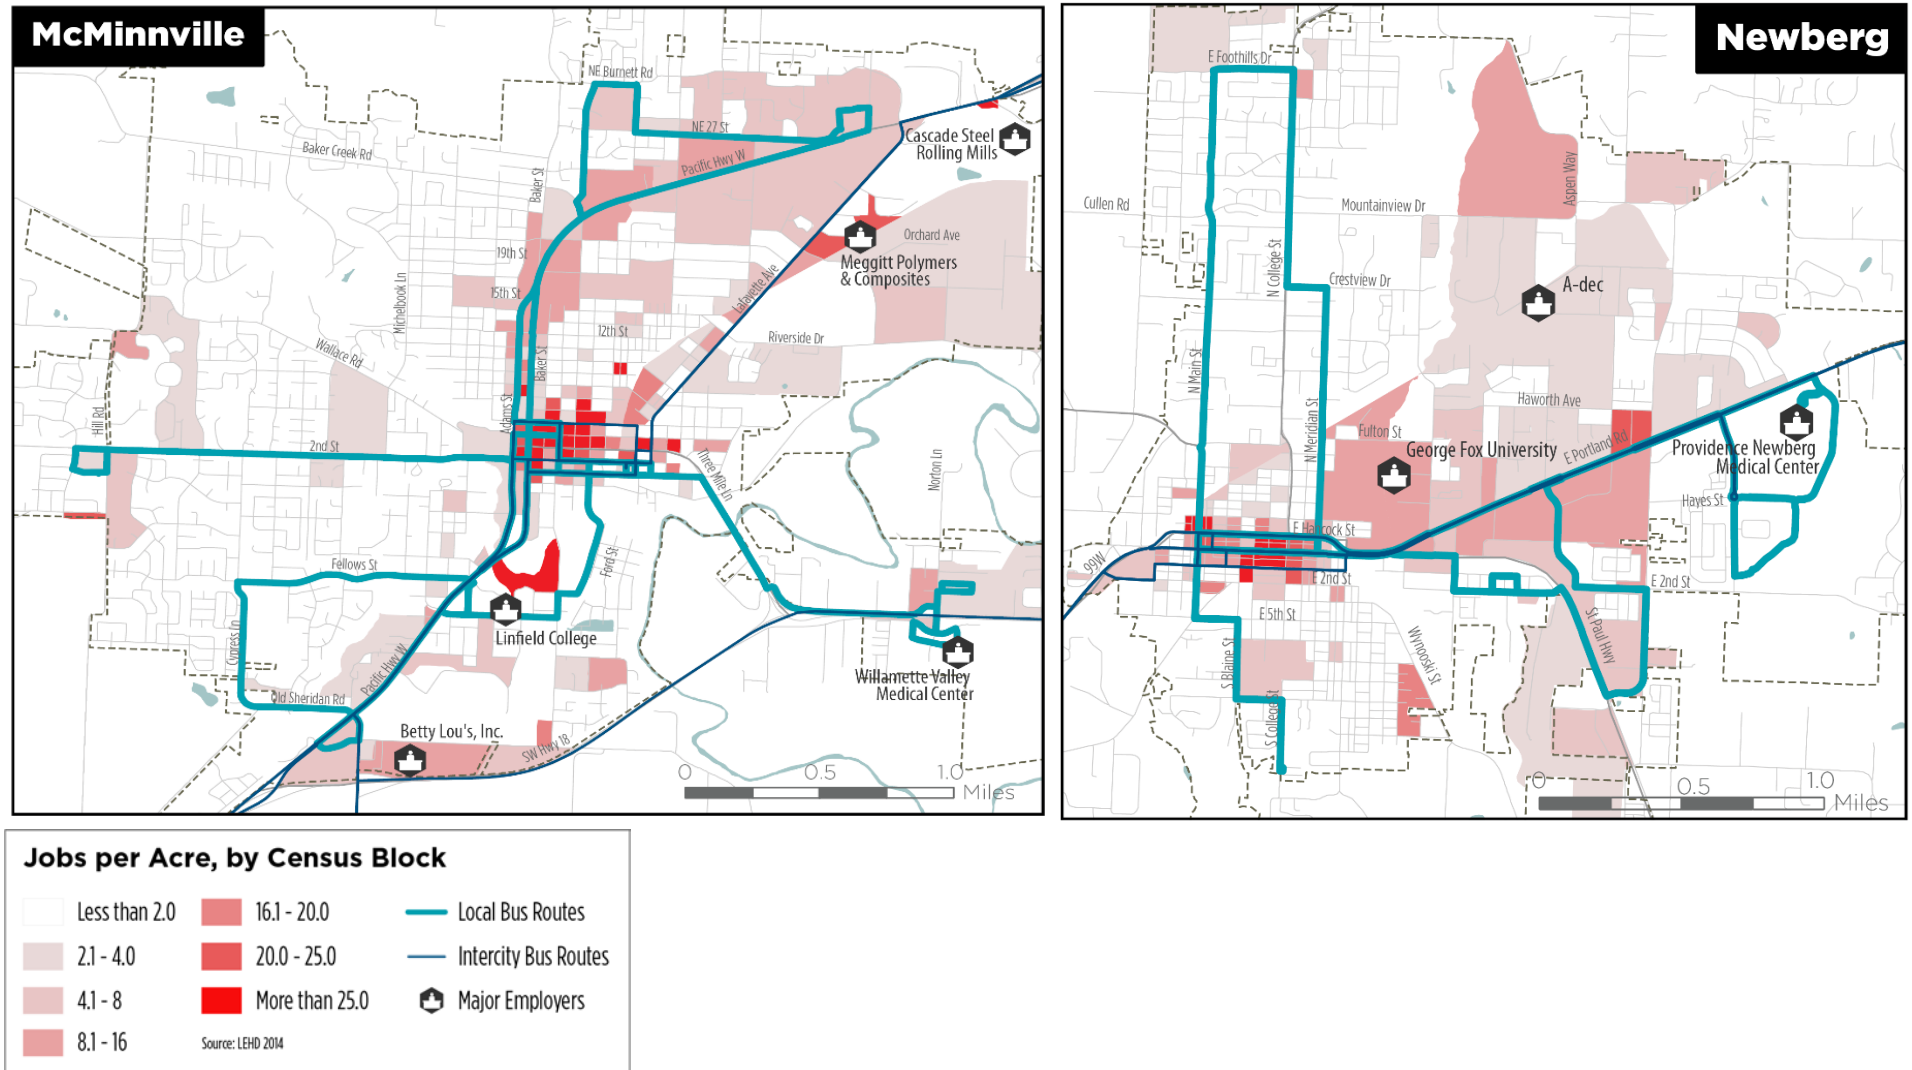 McMinnville
NE Burnett Rd
NE 27 St
Baker Creek Rd
Pacific Hwy W
Cascade Steel
Rolling Mills
Baker St
19th St
Orchard Ave
Meggitt Polymers
& Composites
15th St
Michelbook Ln
Lafayette Ave
12th St
Riverside Dr
Wallace Rd
Baker St
Adams St
Hill Rd
2nd St
Three Mile Ln
Norton Ln
Fellows St
Ford St
Linfield College
Cypress Ln
Pacific Hwy W
Old Sheridan Rd
Willamette Valley
Medical Center
Betty Lou's, Inc.
SW Hwy 18
0 0.5 1.0
Miles
Newberg
E Foothills Dr
Aspen Way
Cullen Rd
Mountainview Dr
N College St
Crestview Dr
A-dec
N Main St
Haworth Ave
N Meridian St
Fulton St
George Fox University
E Portland Rd
Providence Newberg
Medical Center
Hayes St
E Hancock St
99W
E 2nd St
E 2nd St
E 5th St
St Paul Hwy
Wynooski St
S Blaine St
S College St
0 0.5 1.0
Miles
Jobs per Acre, by Census Block
Less than 2.0
2.1 - 4.0
4.1 - 8
8.1 - 16
16.1 - 20.0
20.0 - 25.0
More than 25.0
Source: LEHD 2014
Local Bus Routes
Intercity Bus Routes
Major Employers